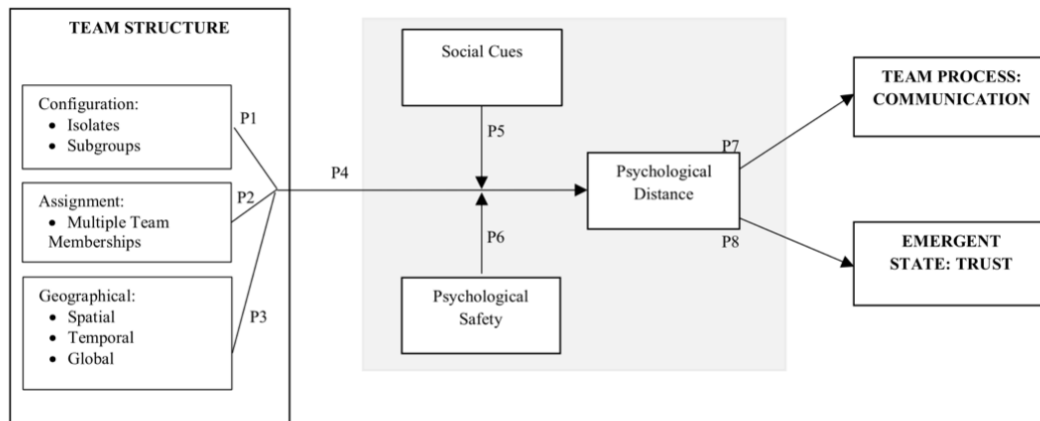 TEAM STRUCTURE
Configuration:
• Isolates
• Subgroups
P1
Assignment:
• Multiple Team
Memberships
P2
Geographical:
• Spatial
• Temporal
• Global
P3
P4
Social Cues
P5
P6
Psychological
Safety
Psychological
Distance
P7
P8
TEAM PROCESS:
COMMUNICATION
EMERGENT
STATE: TRUST